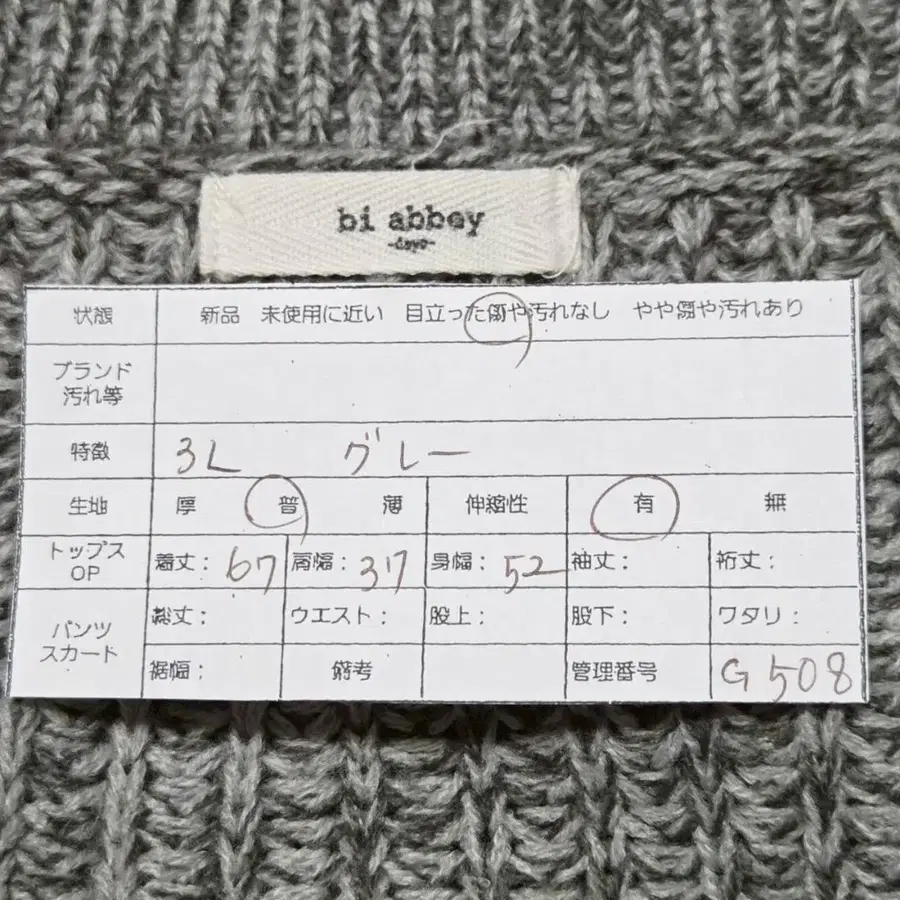 bi abbey
-days-
状態 新品 未使用に近い 目立った傷や汚れなし やや傷や汚れあり
ブランド
汚れ等
特徴 3L グレー
生地 厚 普 薄 伸縮性 有 無
トップス
OP
着丈: 67 肩幅: 37 身幅: 52 袖丈: 裄丈:
パンツ
スカート
総丈: ウエスト: 股上: 股下: ワタリ:
裾幅: 備考 管理番号 G508